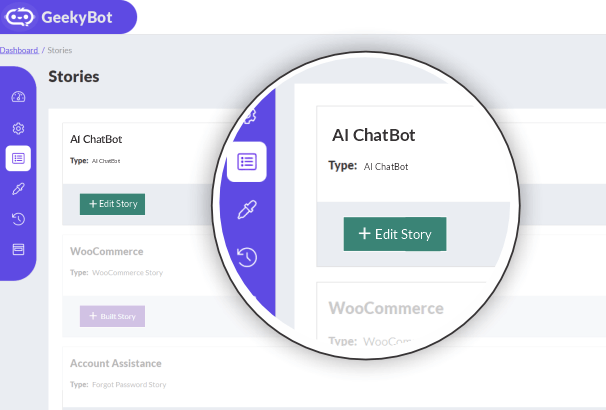 GeekyBot
Dashboard / Stories
Stories
AI ChatBot
Type: AI ChatBot
+ Edit Story
WooCommerce
Type: WooCommerce Story
+ Built Story
Account Assistance
Type: Forgot Password Story
AI ChatBot
Type: AI ChatBot
+ Edit Story
WooCommerce
Type: WooCom